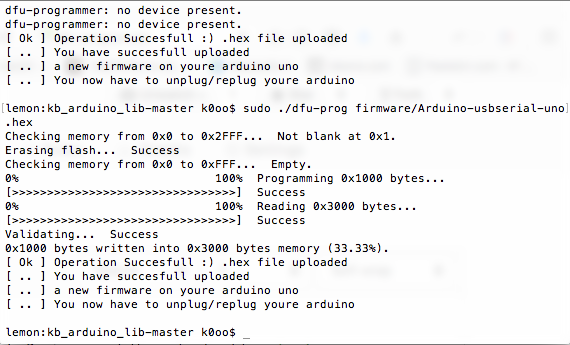 dfu-programmer: no device present.
dfu-programmer: no device present.
[ Ok ] Operation Succesfull :) .hex file uploaded
[ .. ] You have succesfull uploaded
[ .. ] a new firmware on youre arduino uno
[ .. ] You now have to unplug/replug youre arduino
[lemon:kb_arduino_lib-master k0oo$ sudo ./dfu-prog firmware/Arduino-usbserial-uno]
.hex
Checking memory from 0x0 to 0x2FFF...  Not blank at 0x1.
Erasing flash...  Success
Checking memory from 0x0 to 0xFFF...  Empty.
0%                              100%  Programming 0x1000 bytes...
[>>>>>>>>>>>>>>>>>>>>>>>>>>>>>>>>]  Success
0%                              100%  Reading 0x3000 bytes...
[>>>>>>>>>>>>>>>>>>>>>>>>>>>>>>>>]  Success
Validating...  Success
0x1000 bytes written into 0x3000 bytes memory (33.33%).
[ Ok ] Operation Succesfull :) .hex file uploaded
[ .. ] You have succesfull uploaded
[ .. ] a new firmware on youre arduino uno
[ .. ] You now have to unplug/replug youre arduino
lemon:kb_arduino_lib-master k0oo$ _